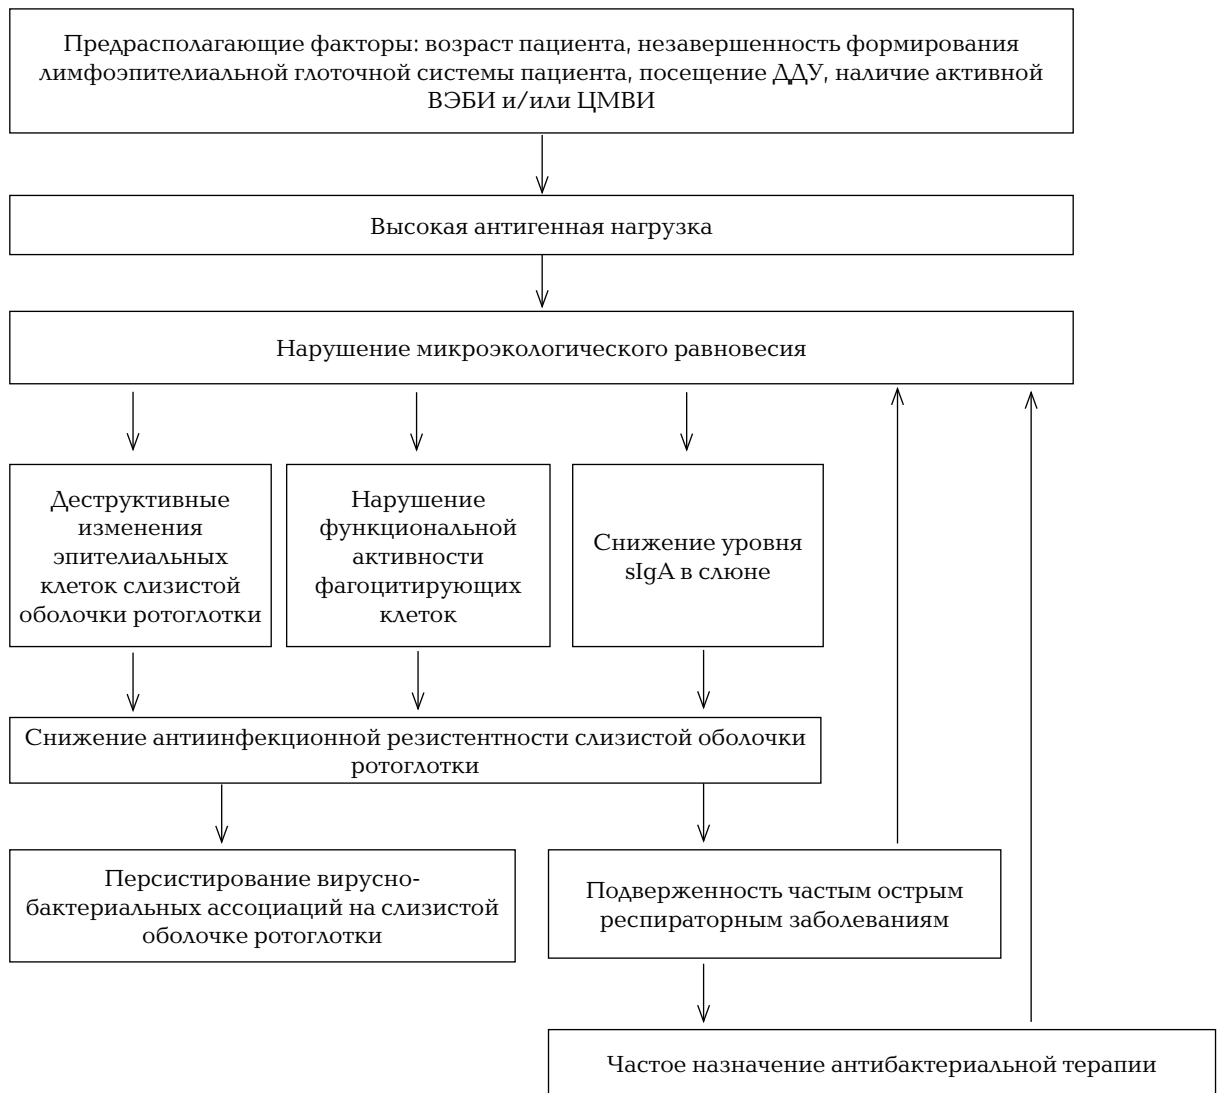 Предрасполагающие факторы: возраст пациента, незавершенность формирования
лимфоэпителиальной глоточной системы пациента, посещение ДДУ, наличие активной
ВЭБИ и/или ЦМВИ
Высокая антигенная нагрузка
Нарушение микроэкологического равновесия
Деструктивные
изменения
эпителиальных
клеток слизистой
оболочки ротоглотки
Нарушение
функциональной
активности
фагоцитирующих
клеток
Снижение уровня
sIgA в слюне
Снижение антиинфекционной резистентности слизистой оболочки
ротоглотки
Персистирование вирусно-
бактериальных ассоциаций на слизистой
оболочке ротоглотки
Подверженность частым острым
респираторным заболеваниям
Частое назначение антибактериальной терапии